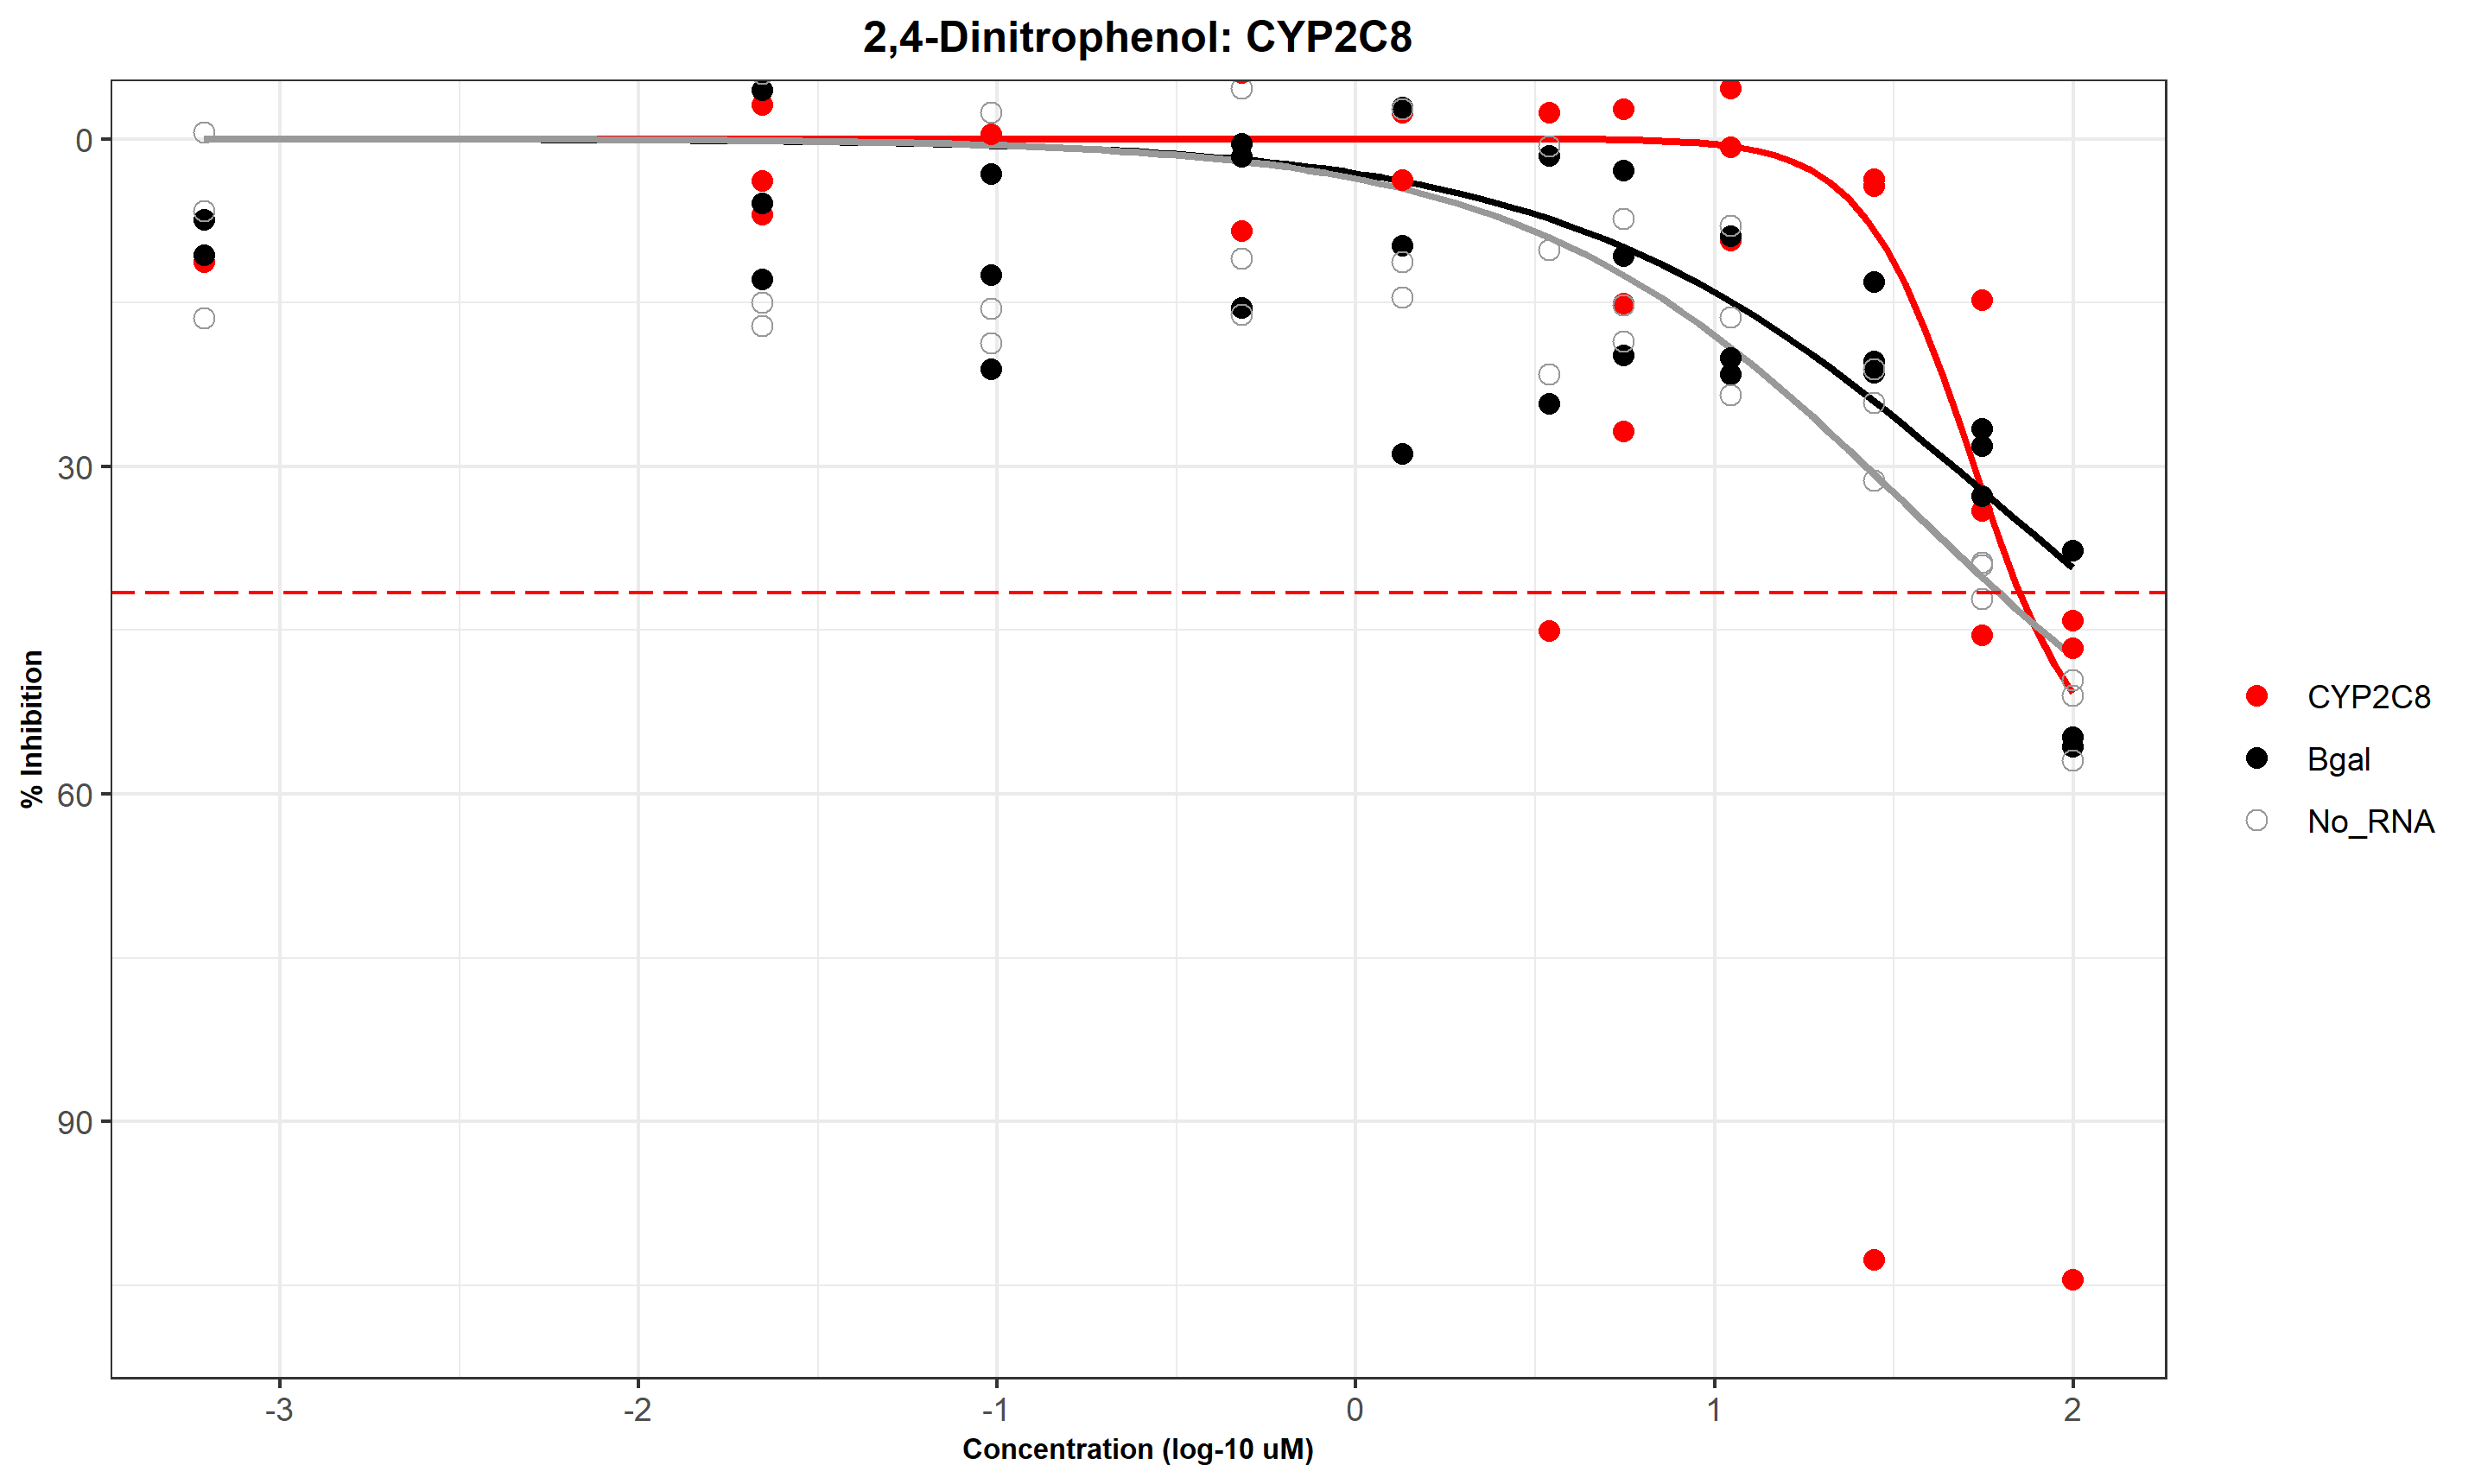 2,4-Dinitrophenol: CYP2C8
% Inhibition
0
30
60
90
-3
-2
-1
0
1
2
Concentration (log-10 uM)
CYP2C8
Bgal
No_RNA